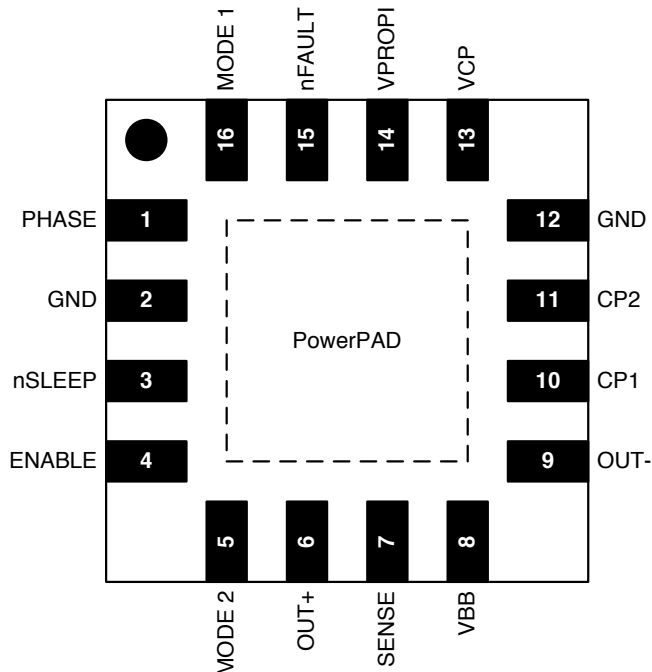 MODE 1
nFAULT
VPROPI
VCP
16
15
14
13
PHASE 1
12 GND
GND 2
11 CP2
PowerPAD
nSLEEP 3
10 CP1
ENABLE 4
9 OUT-
5
6
7
8
MODE 2
OUT+
SENSE
VBB